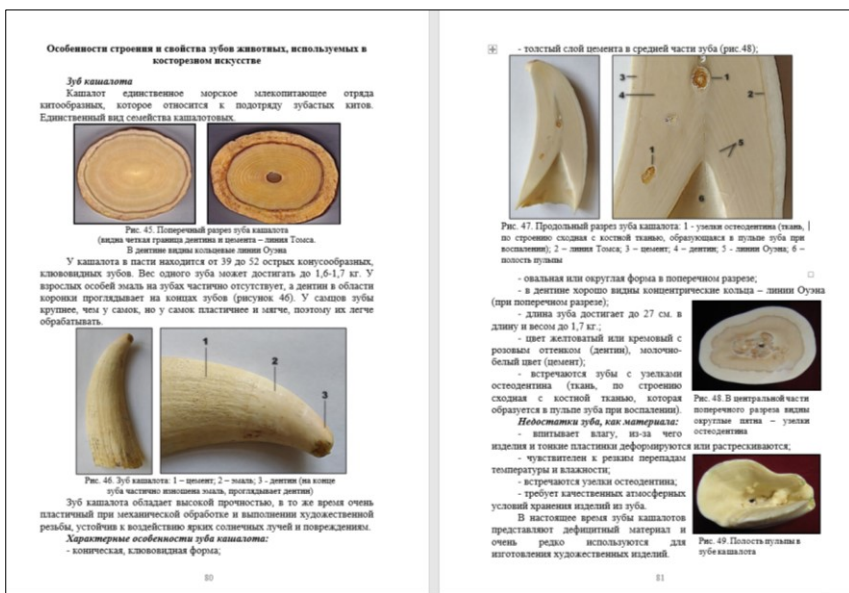 Особенности строения и свойства зубов животных, используемых в
косторезном искусстве
Зуб кашалота
Кашалот единственное морское млекопитающее отряда
китообразных, которое относится к подотряду зубастых китов.
Единственный вид семейства кашалотовых.
Рис. 45. Поперечный разрез зуба кашалота
(видна четкая граница дентина и цемента – линия Томса.
В дентине видны кольцевые линии Оуэна
У кашалота в пасти находится от 39 до 52 острых конусообразных,
клювовидных зубов. Вес одного зуба может достигать до 1,6-1,7 кг. У
взрослых особей эмаль на зубах частично отсутствует, а дентин в области
коронки проглядывает на концах зубов (рисунок 46). У самцов зубы
крупнее, чем у самок, но у самок пластичнее и мягче, поэтому их легче
обрабатывать.
1
2
3
Рис. 46. Зуб кашалота: 1 – цемент; 2 – эмаль; 3 - дентин (на конце
зуба частично изношена эмаль, проглядывает дентин)
Зуб кашалота обладает высокой прочностью, в то же время очень
пластичный при механической обработке и выполнении художественной
резьбы, устойчив к воздействию ярких солнечных лучей и повреждениям.
Характерные особенности зуба кашалота:
- коническая, клювовидная форма;
80
- толстый слой цемента в средней части зуба (рис.48);
3
1
4
2
5
1
6
Рис. 47. Продольный разрез зуба кашалота: 1 - узелки остеодентина (ткань,
по строению сходная с костной тканью, образующаяся в пульпе зуба при
воспалении); 2 – линия Томса; 3 – цемент; 4 – дентин; 5 - линии Оуэна; 6 –
полость пульпы
- овальная или округлая форма в поперечном разрезе;
- в дентине хорошо видны концентрические кольца – линии Оуэна
(при поперечном разрезе);
- длина зуба достигает до 27 см. в
длину и весом до 1,7 кг.;
- цвет желтоватый или кремовый с
розовым оттенком (дентин), молочно-
белый цвет (цемент);
- встречаются зубы с узелками
остеодентина (ткань, по строению
сходная с костной тканью, которая
образуется в пульпе зуба при воспалении).
Рис. 48. В центральной части
поперечного разреза видны
округлые пятна – узелки
остеодентина
Недостатки зуба, как материала:
- впитывает влагу, из-за чего
изделия и тонкие пластинки деформируются или растрескиваются;
- чувствителен к резким перепадам
температуры и влажности;
- встречаются узелки остеодентина;
- требует качественных атмосферных
условий хранения изделий из зуба.
В настоящее время зубы кашалотов
представляют дефицитный материал и
очень редко используются для
изготовления художественных изделий.
Рис. 49. Полость пульпы в
зубе кашалота
81